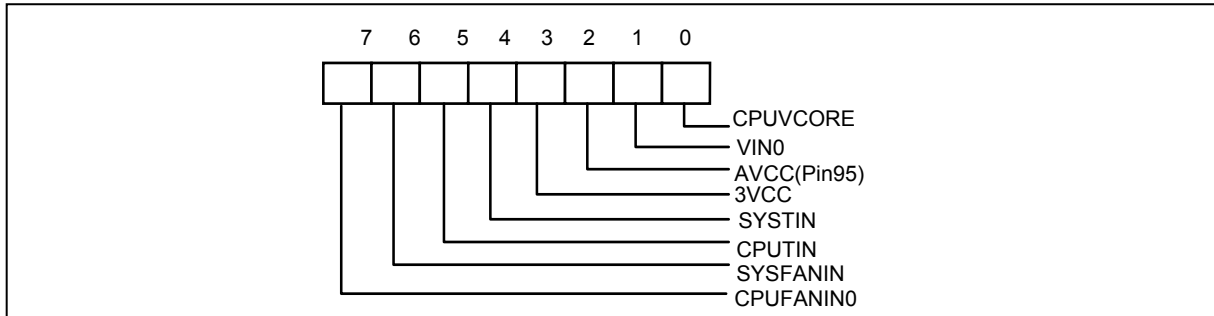 7 6 5 4 3 2 1 0
CPUVCORE
VIN0
AVCC(Pin95)
3VCC
SYSTIN
CPUTIN
SYSFANIN
CPUFANIN0